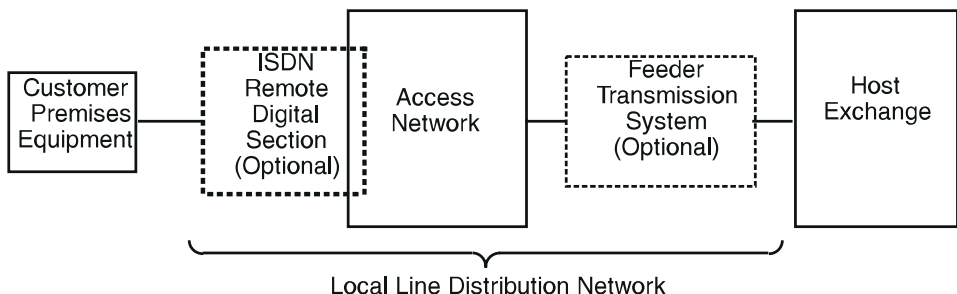 Customer
Premises
Equipment
ISDN
Remote
Digital
Section
(Optional)
Access
Network
Feeder
Transmission
System
(Optional)
Host
Exchange
Local Line Distribution Network